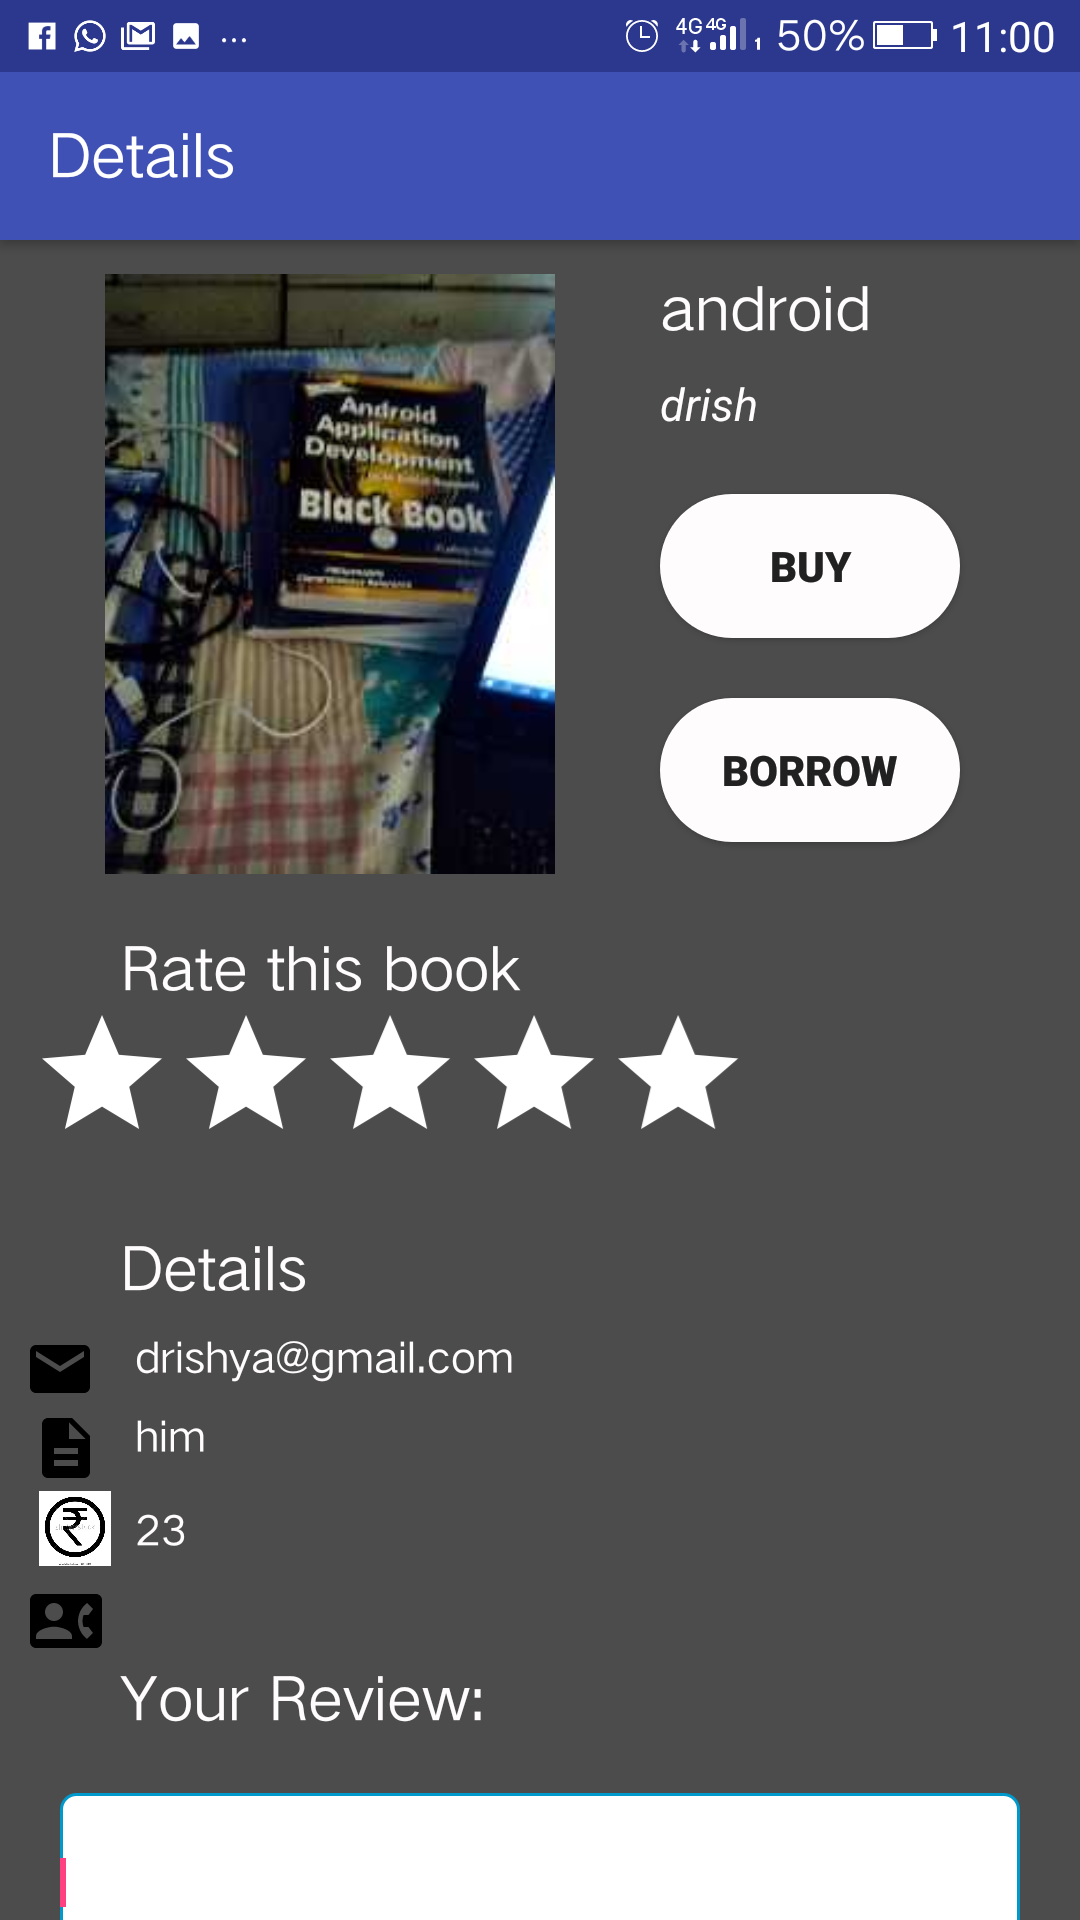 4G 4G 1 50% 11:00
Details
android
drish
Android
Application
Development
Black Book
BUY
BORROW
Rate this book
Details
drishya@gmail.com
him
23
Your Review: